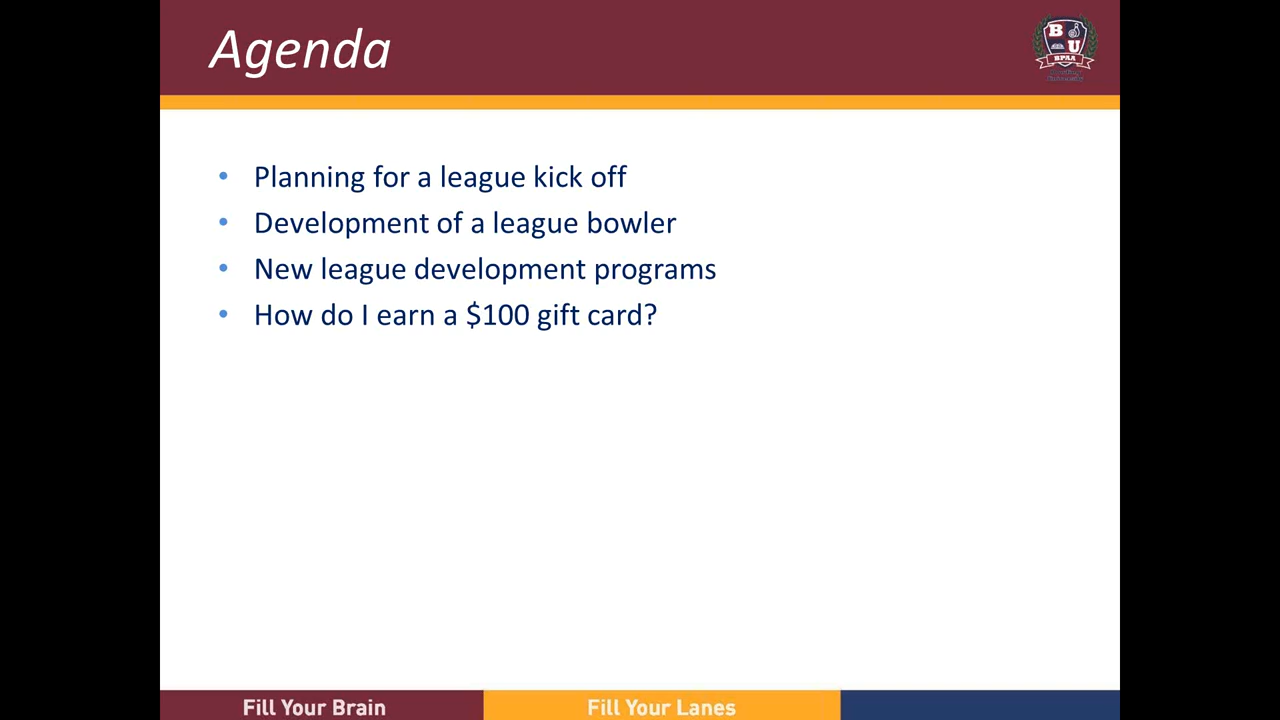 Agenda
B U
BPAA
• Planning for a league kick off
• Development of a league bowler
• New league development programs
• How do I earn a $100 gift card?
Fill Your Brain
Fill Your Lanes